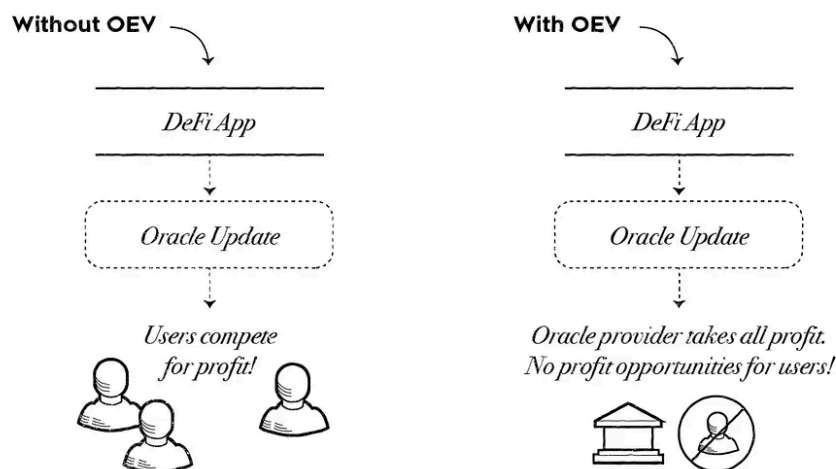 Without OEV
DeFi App
Oracle Update
Users compete
for profit!
With OEV
DeFi App
Oracle Update
Oracle provider takes all profit.
No profit opportunities for users!